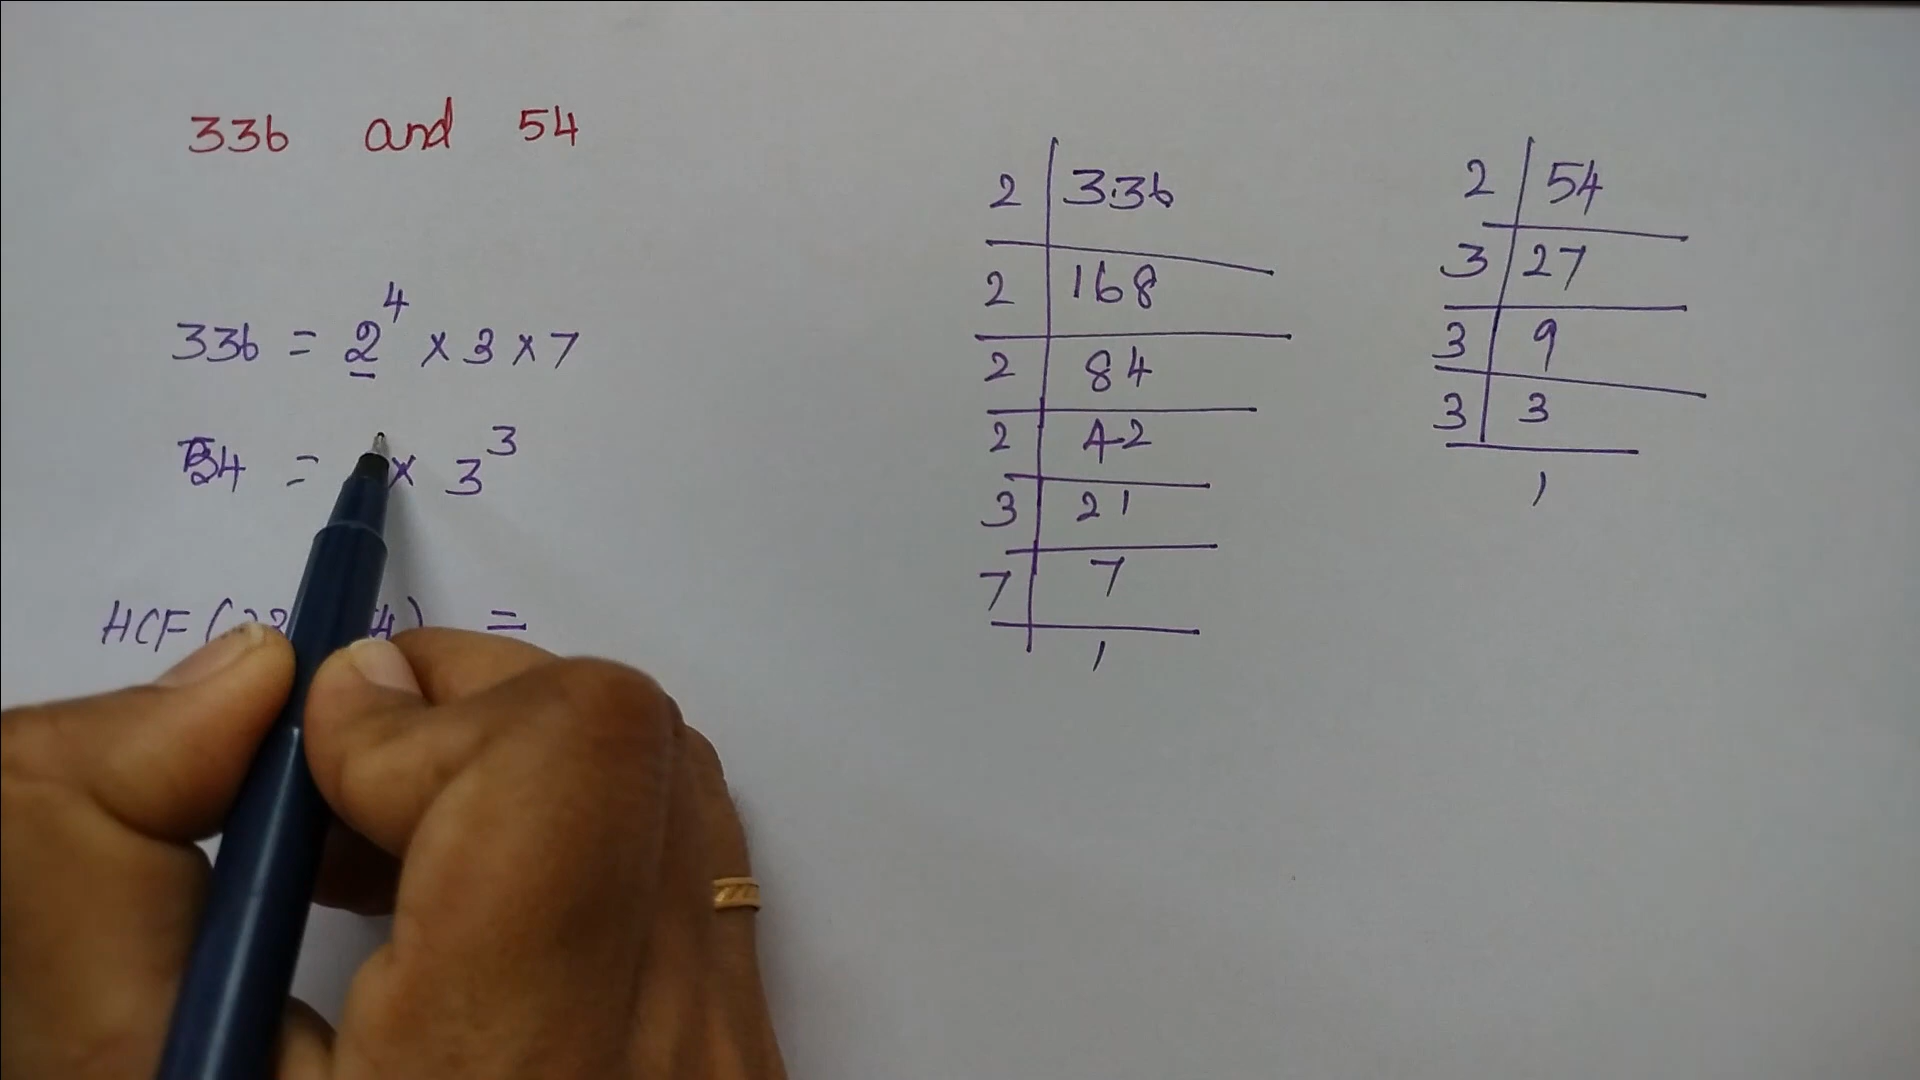 336 and 54
336 = 2⁴ × 3 × 7
54 = × 3³
HCF ( 4) =
2 | 336
2 | 168
2 | 84
2 | 42
3 | 21
7 | 7
1
2 | 54
3 | 27
3 | 9
3 | 3
1